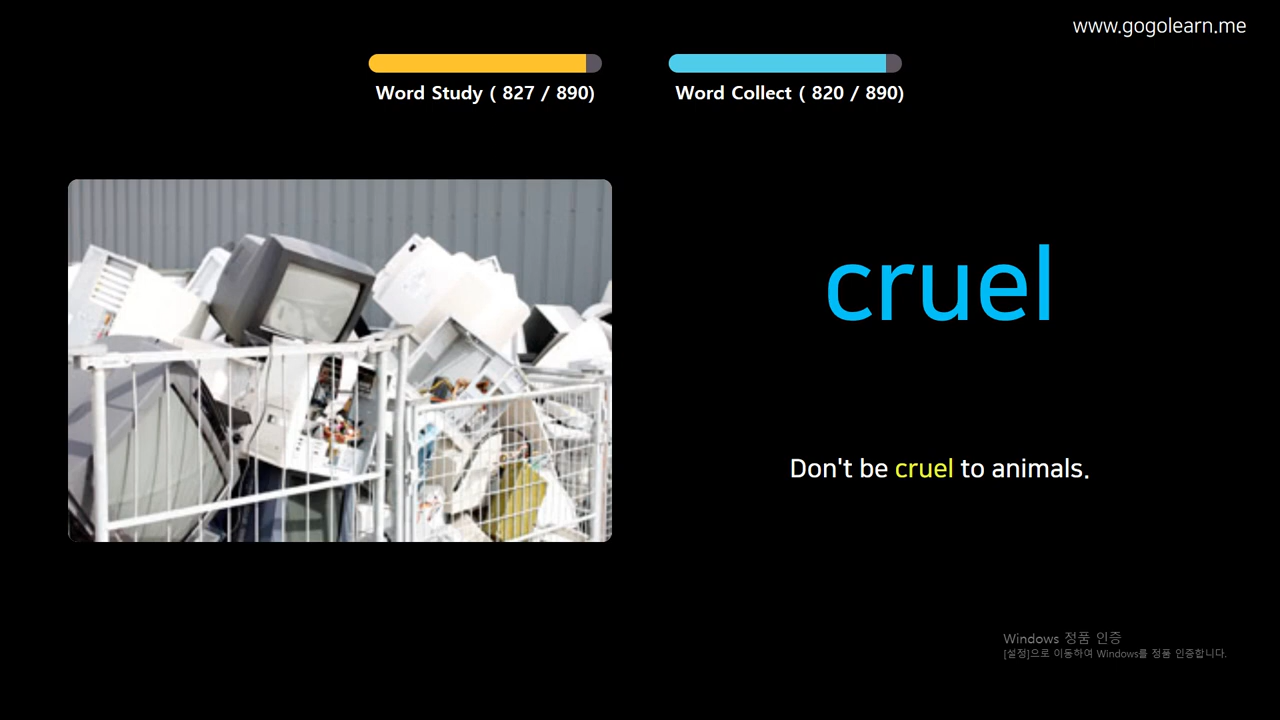 www.gogolearn.me
Word Study ( 827 / 890)
Word Collect ( 820 / 890)
cruel
Don't be cruel to animals.
Windows 정품 인증
[설정]으로 이동하여 Windows를 정품 인증합니다.